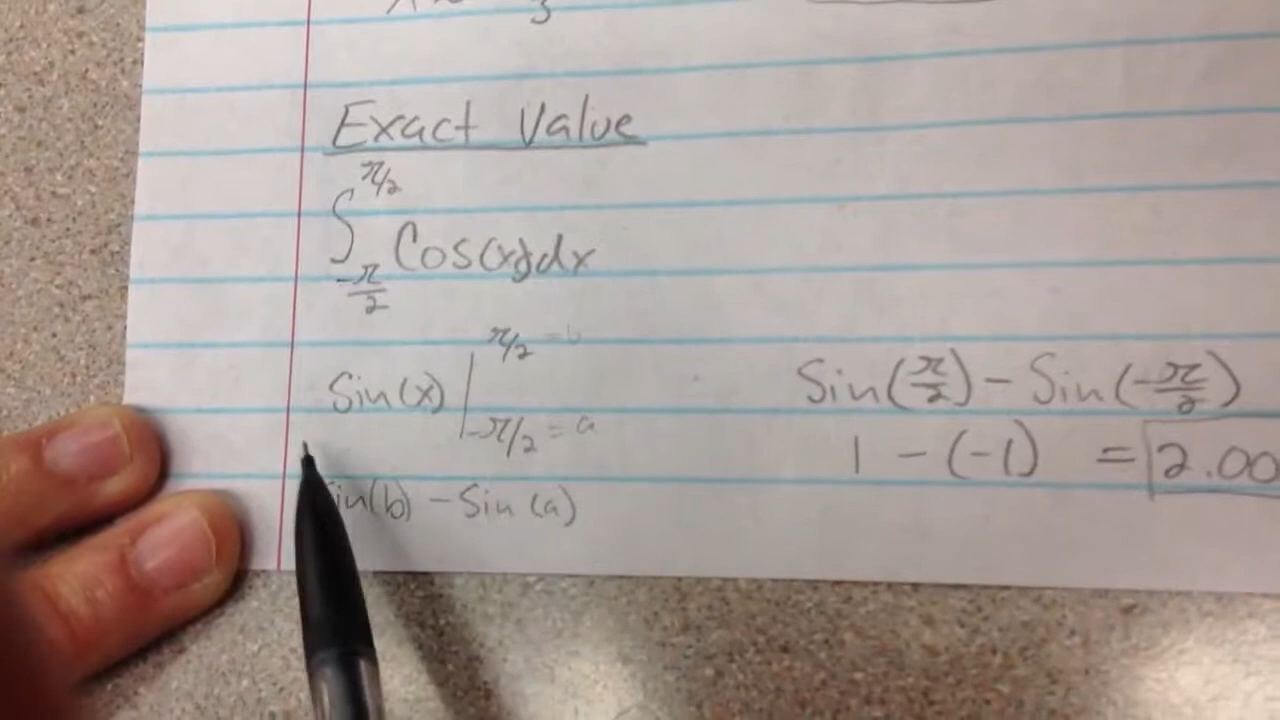 Exact Value
∫ π/2 -π/2 Cos(x)dx
Sin(x) | π/2 = b -π/2 = a
Sin(b) - Sin(a)
Sin(π/2) - Sin(-π/2)
1 - (-1) = 2.00